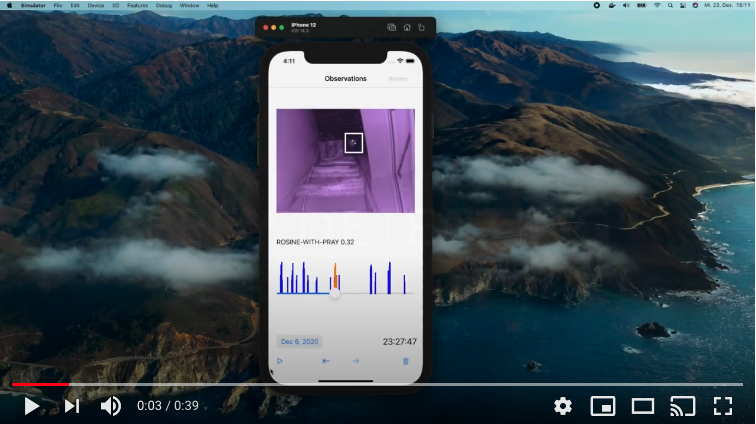 Simulator File Edit Device I/O Features Debug Window Help
Mi. 23. Dez. 16:11
iPhone 12
iOS 14.3
4:11
Observations
ROSINE-WITH-PRAY 0.32
Dec 6, 2020
23:27:47
0:03 / 0:39